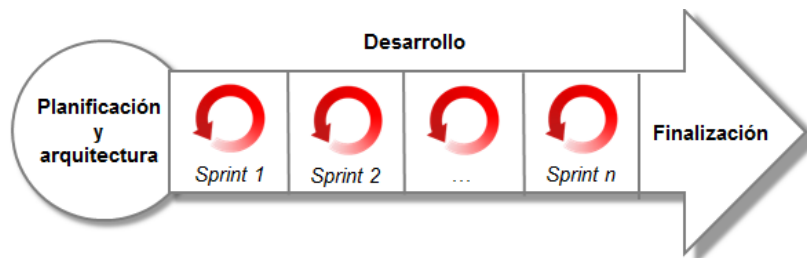 Desarrollo
Planificación
y
arquitectura
Sprint 1
Sprint 2
...
Sprint n
Finalización